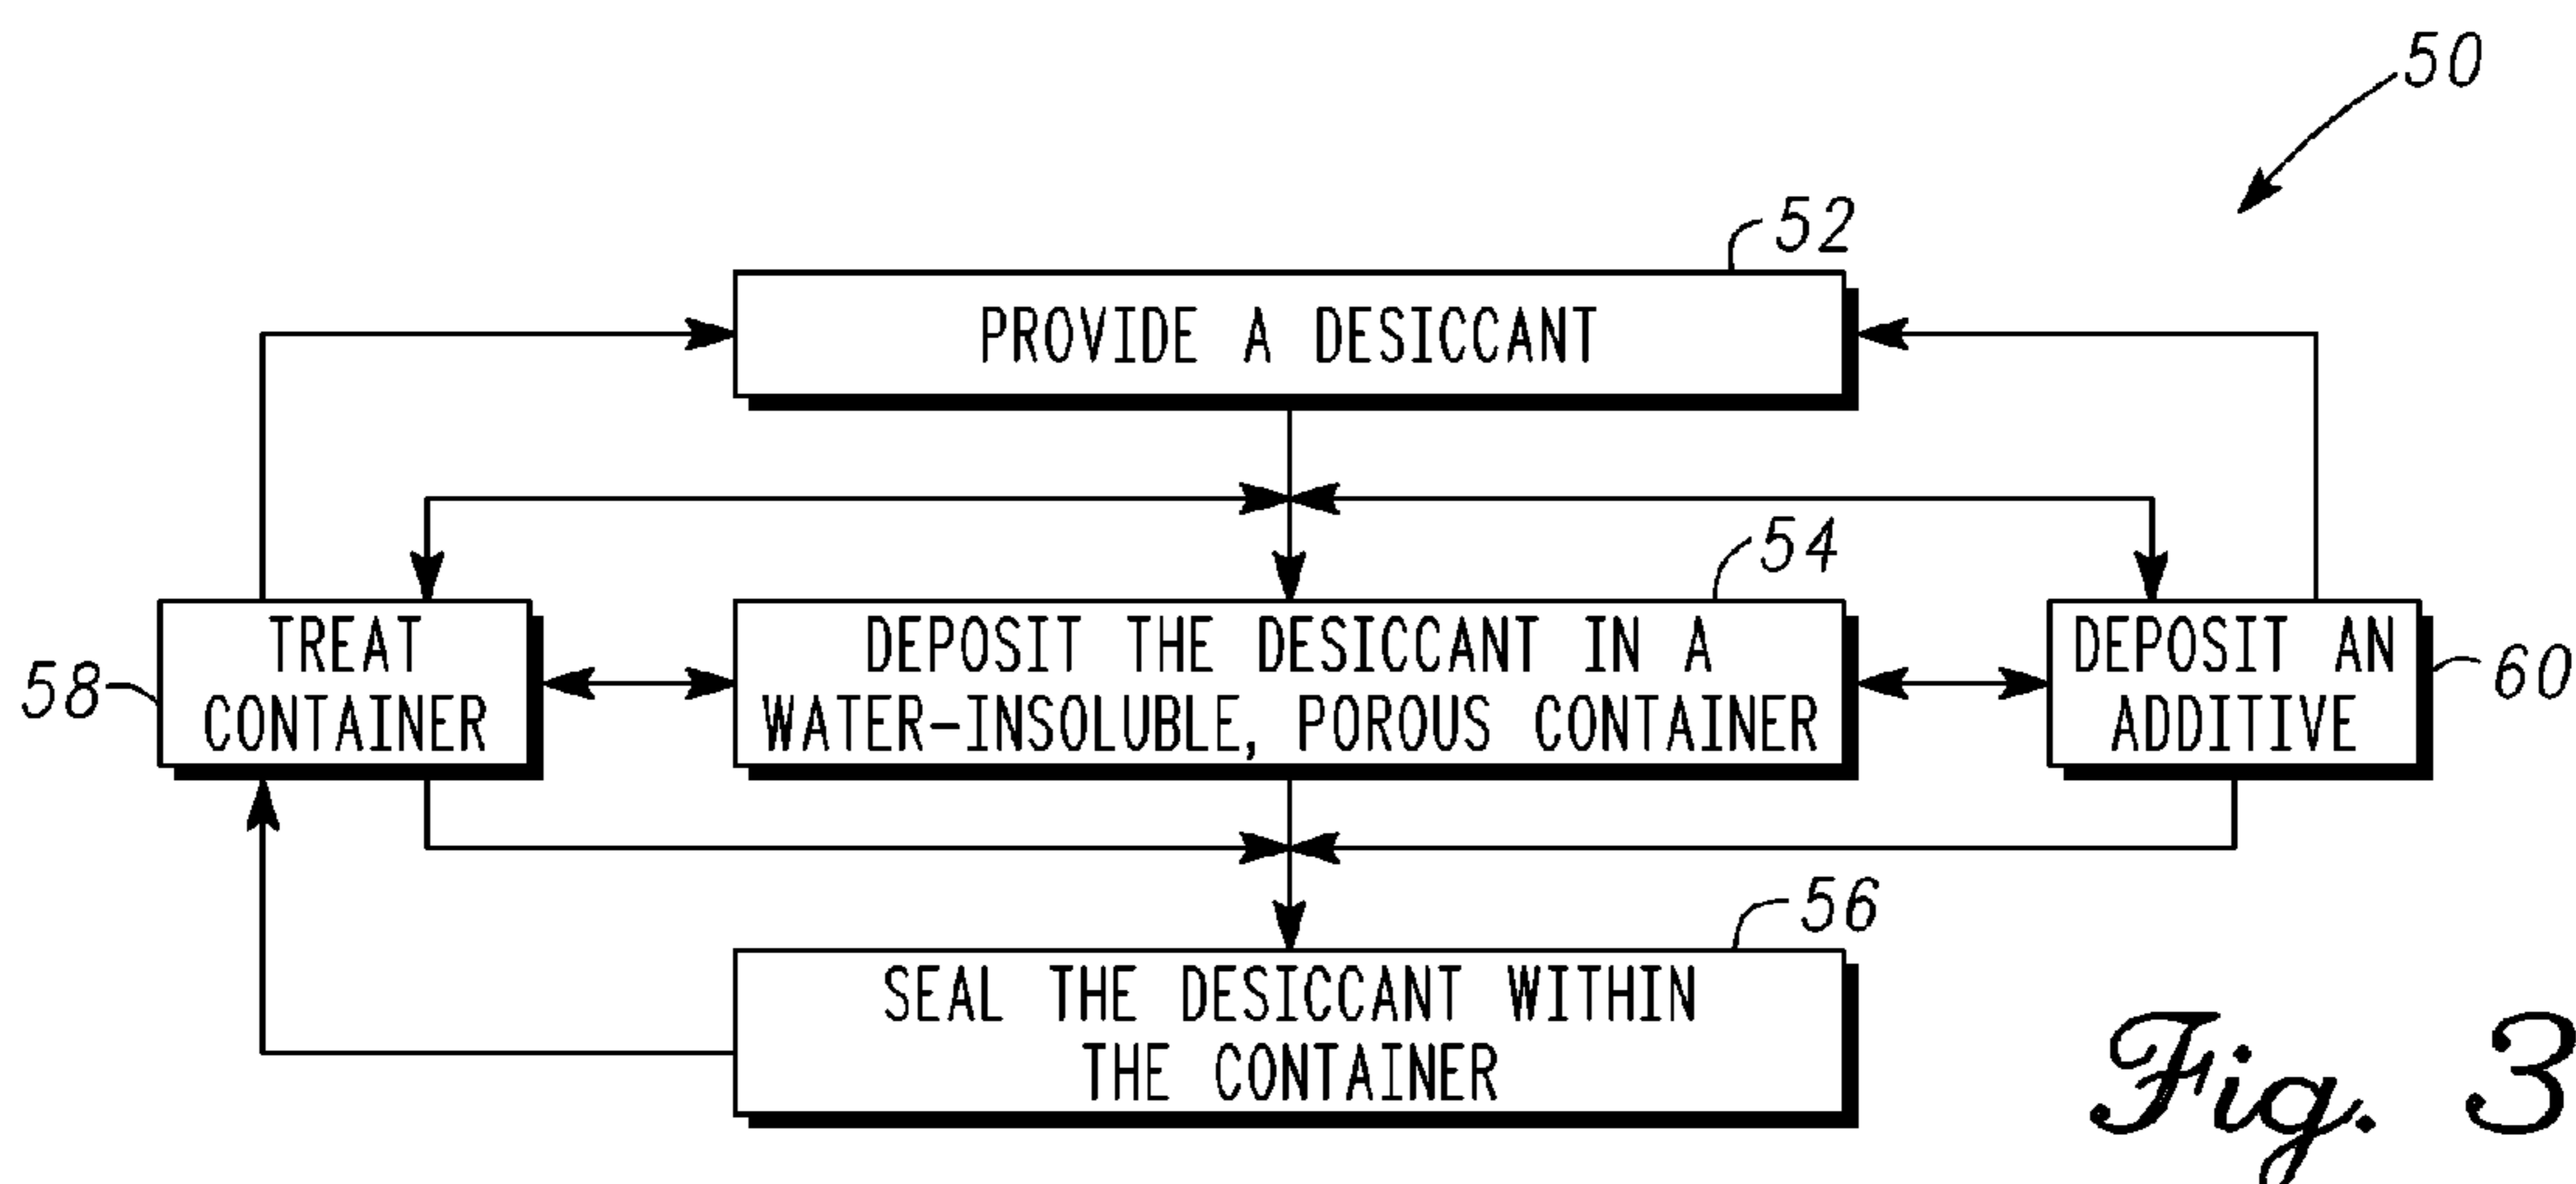 50
52
PROVIDE A DESICCANT
54
58
TREAT
CONTAINER
DEPOSIT THE DESICCANT IN A
WATER-INSOLUBLE, POROUS CONTAINER
DEPOSIT AN
ADDITIVE
60
56
SEAL THE DESICCANT WITHIN
THE CONTAINER
Fig. 3